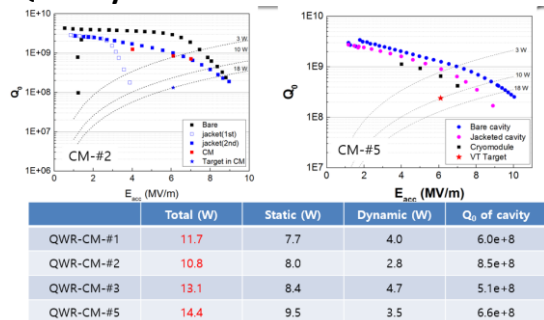 1E+10
1E+09
1E+08
1E+07
1E+06
Q0
0 2 4 6 8 10
Eacc (MV/m)
3 W
10 W
18 W
Bare
jacket(1st)
jacket(2nd)
CM
Target in CM
CM-#2
1E10
1E9
1E8
1E7
Q0
0 2 4 6 8 10
Eacc (MV/m)
3 W
10 W
18 W
Bare cavity
Jacketed cavity
Cryomodule
VT Target
CM-#5
Total (W) Static (W) Dynamic (W) Q0 of cavity
QWR-CM-#1 11.7 7.7 4.0 6.0e+8
QWR-CM-#2 10.8 8.0 2.8 8.5e+8
QWR-CM-#3 13.1 8.4 4.7 5.1e+8
QWR-CM-#5 14.4 9.5 3.5 6.6e+8